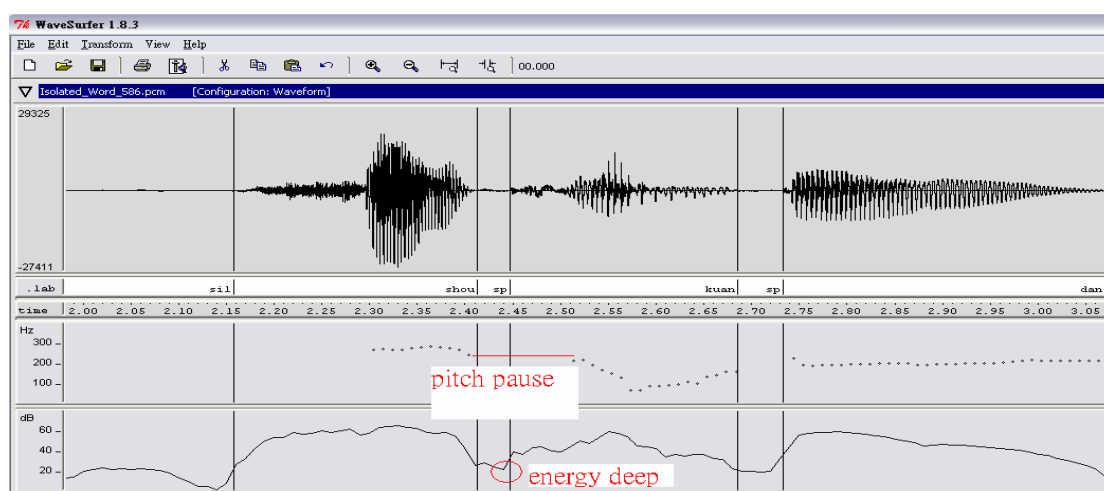 WaveSurfer 1.8.3
File Edit Transform View Help
00.000
Isolated_Word_586.pcm [Configuration: Waveform]
29325
-27411
.lab sil shou sp kuan sp dan
time 2.00 2.05 2.10 2.15 2.20 2.25 2.30 2.35 2.40 2.45 2.50 2.55 2.60 2.65 2.70 2.75 2.80 2.85 2.90 2.95 3.00 3.05
Hz
300
200
100
pitch pause
dB
60
40
20
energy deep